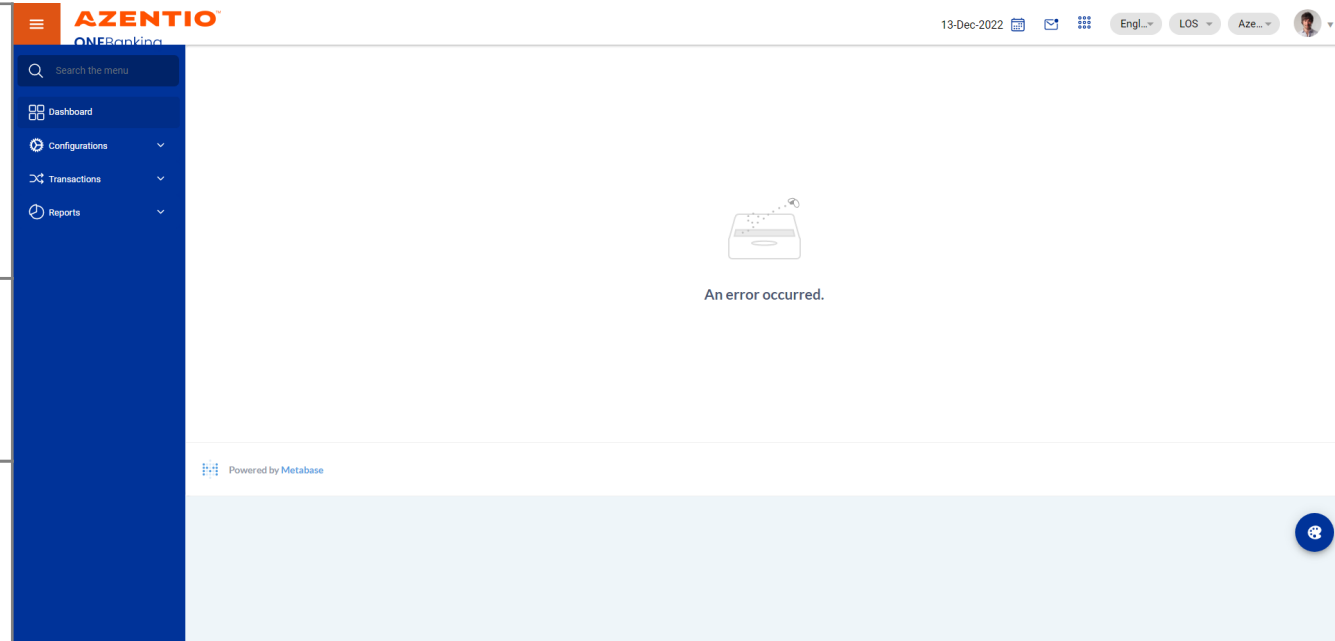 AZENTIO™
ONEBanking
13-Dec-2022
Engl...
LOS
Aze...
Search the menu
Dashboard
Configurations
Transactions
Reports
An error occurred.
Powered by Metabase